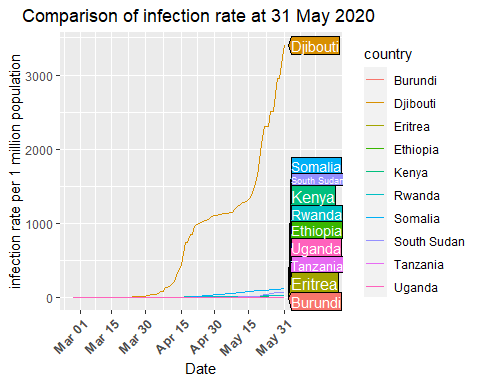 Comparison of infection rate at 31 May 2020
infection rate per 1 million population
3000
2000
1000
0
Djibouti
Somalia
South Sudan
Kenya
Rwanda
Ethiopia
Uganda
Tanzania
Eritrea
Burundi
Mar 01
Mar 15
Mar 30
Apr 15
Apr 30
May 15
May 31
Date
country
Burundi
Djibouti
Eritrea
Ethiopia
Kenya
Rwanda
Somalia
South Sudan
Tanzania
Uganda